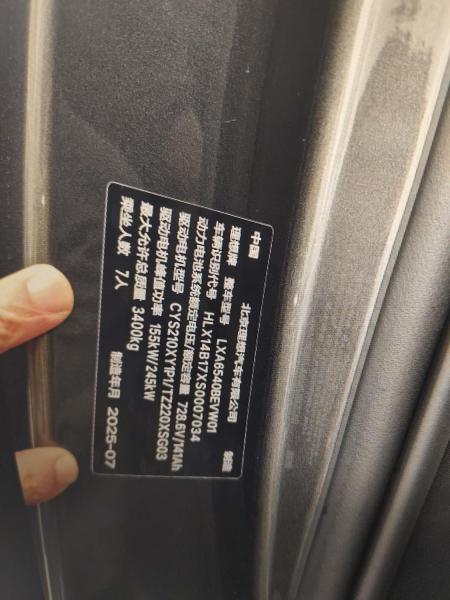 中国 北京理想汽车有限公司 制造
理想牌 整车型号 LXA6540BEVW01
车辆识别代号 HLX14B17XS0007034
动力电池系统额定电压/额定容量 728.6V/141Ah
驱动电机型号 CYS210XY1P1/TZ220XSG03
驱动电机峰值功率 155kW/245kW
最大允许总质量 3400kg
乘坐人数 7人 制造年月 2025-07